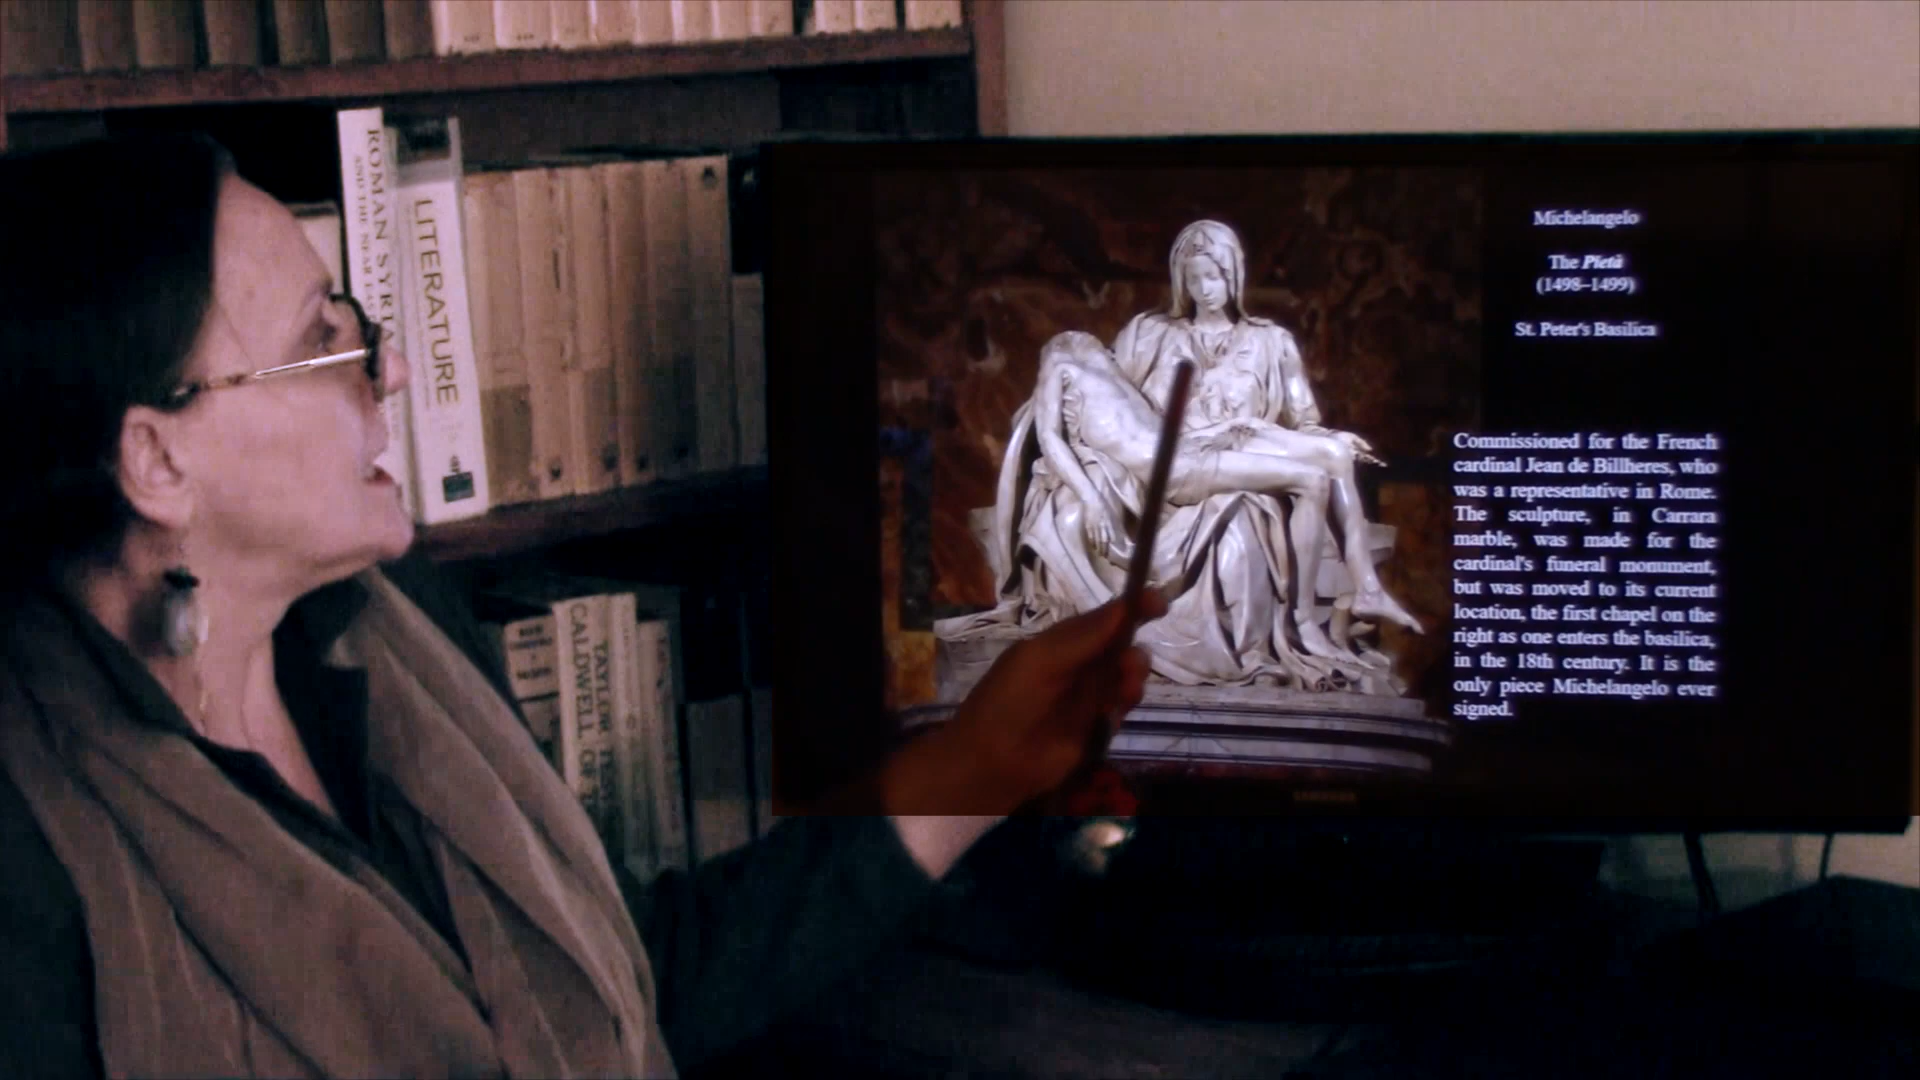 ROMAN SYRIA
AND THE NEAR EAST
LITERATURE
CALDWELL
TAYLOR
Michelangelo
The Pietà
(1498–1499)
St. Peter's Basilica
Commissioned for the French
cardinal Jean de Billheres, who
was a representative in Rome.
The sculpture, in Carrara
marble, was made for the
cardinal's funeral monument,
but was moved to its current
location, the first chapel on the
right as one enters the basilica,
in the 18th century. It is the
only piece Michelangelo ever
signed.
SAMSUNG